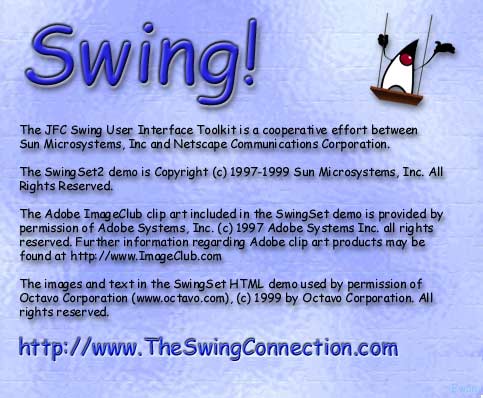 Swing!
The JFC Swing User Interface Toolkit is a cooperative effort between
Sun Microsystems, Inc and Netscape Communications Corporation.
The SwingSet2 demo is Copyright (c) 1997-1999 Sun Microsystems, Inc. All
Rights Reserved.
The Adobe ImageClub clip art included in the SwingSet demo is provided by
permission of Adobe Systems, Inc. (c) 1997 Adobe Systems Inc. all rights
reserved. Further information regarding Adobe clip art products may be
found at http://www.ImageClub.com
The images and text in the SwingSet HTML demo used by permission of
Octavo Corporation (www.octavo.com), (c) 1999 by Octavo Corporation. All
rights reserved.
http://www.TheSwingConnection.com